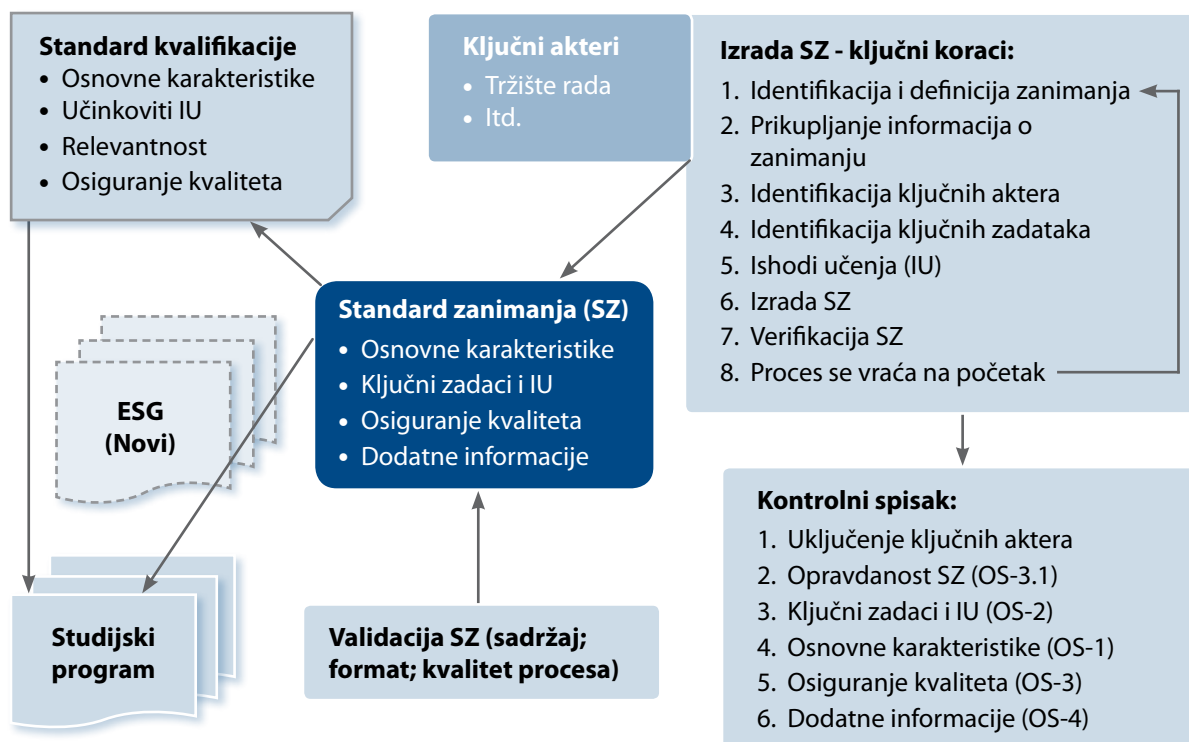 Standard kvalifikacije
• Osnovne karakteristike
• Učinkoviti IU
• Relevantnost
• Osiguranje kvaliteta
Ključni akteri
• Tržište rada
• Itd.
Izrada SZ - ključni koraci:
1. Identifikacija i definicija zanimanja
2. Prikupljanje informacija o
zanimanju
3. Identifikacija ključnih aktera
4. Identifikacija ključnih zadataka
5. Ishodi učenja (IU)
6. Izrada SZ
7. Verifikacija SZ
8. Proces se vraća na početak
Standard zanimanja (SZ)
• Osnovne karakteristike
• Ključni zadaci i IU
• Osiguranje kvaliteta
• Dodatne informacije
ESG
(Novi)
Studijski
program
Validacija SZ (sadržaj;
format; kvalitet procesa)
Kontrolni spisak:
1. Uključenje ključnih aktera
2. Opravdanost SZ (OS-3.1)
3. Ključni zadaci i IU (OS-2)
4. Osnovne karakteristike (OS-1)
5. Osiguranje kvaliteta (OS-3)
6. Dodatne informacije (OS-4)